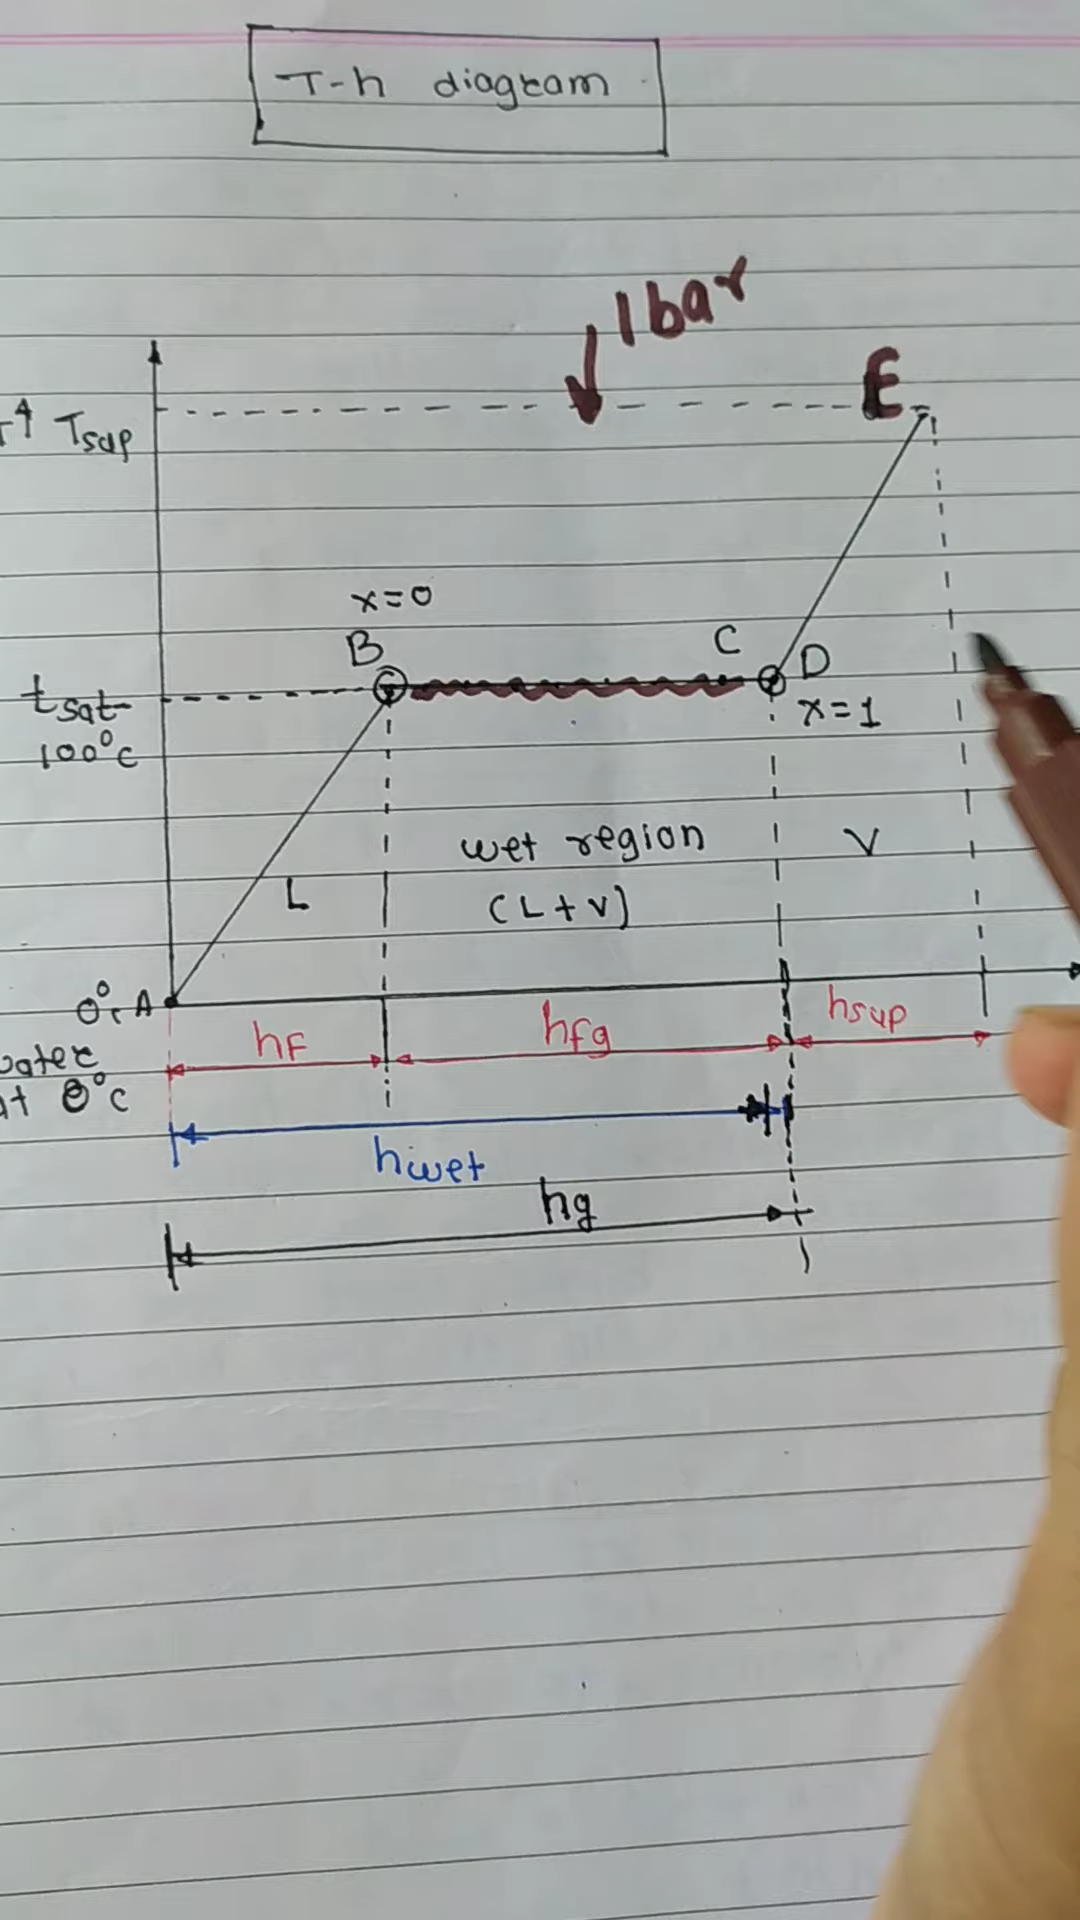 T-h diagram
1bar
E
T Tsup
x=0
B
C
D
tsat
x=1
100°c
wet region
V
L
(L+V)
0°c A
hF
hfg
hsup
water
at 0°c
hwet
hg